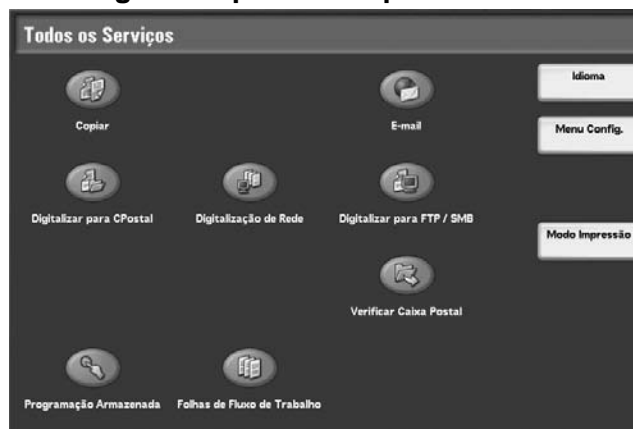 Todos os Serviços
Copiar
E-mail
Idioma
Menu Config.
Digitalizar para CPostal
Digitalização de Rede
Digitalizar para FTP / SMB
Modo Impressão
Verificar Caixa Postal
Programação Armazenada
Folhas de Fluxo de Trabalho